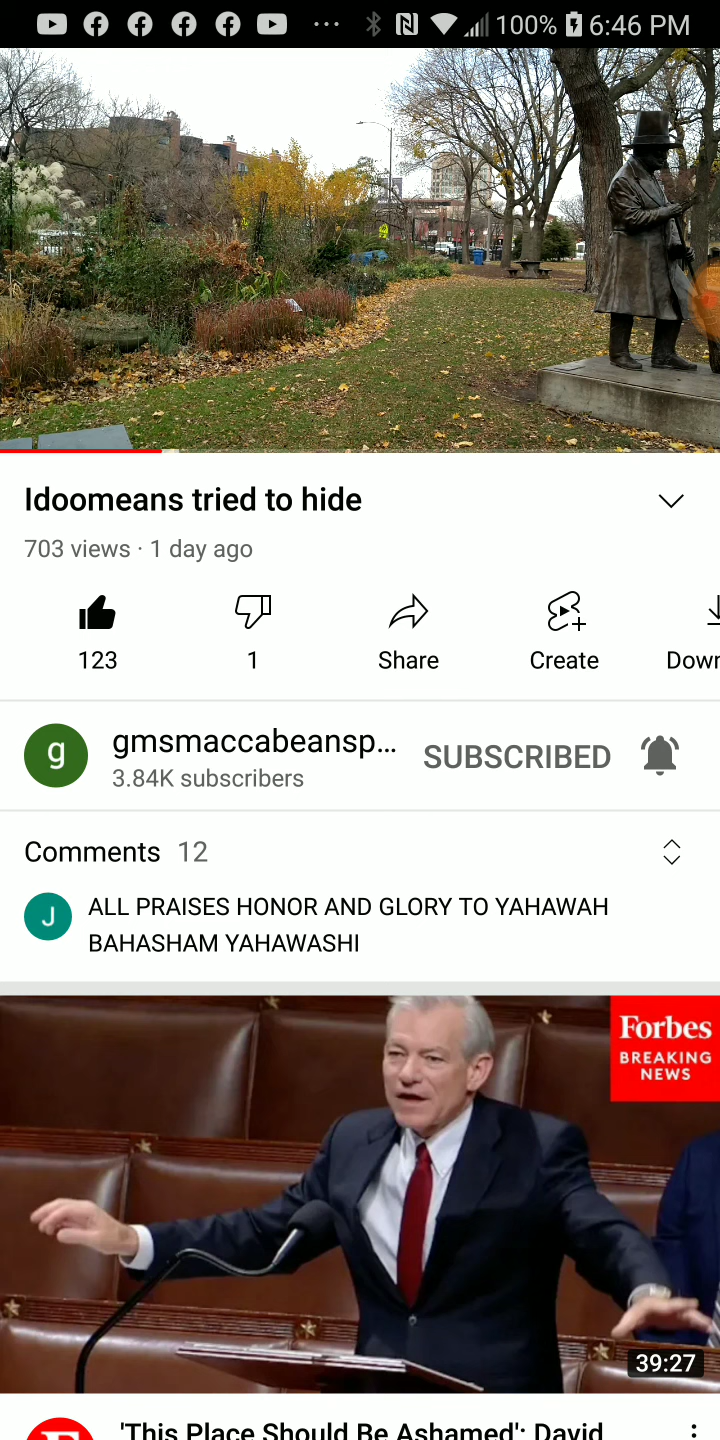 100% 6:46 PM
Idoomeans tried to hide
703 views · 1 day ago
123
1
Share
Create
Down
g
gmsmaccabeansp...
3.84K subscribers
SUBSCRIBED
Comments 12
J
ALL PRAISES HONOR AND GLORY TO YAHAWAH
BAHASHAM YAHAWASHI
Forbes
BREAKING
NEWS
39:27
'This Place Should Be Ashamed': David